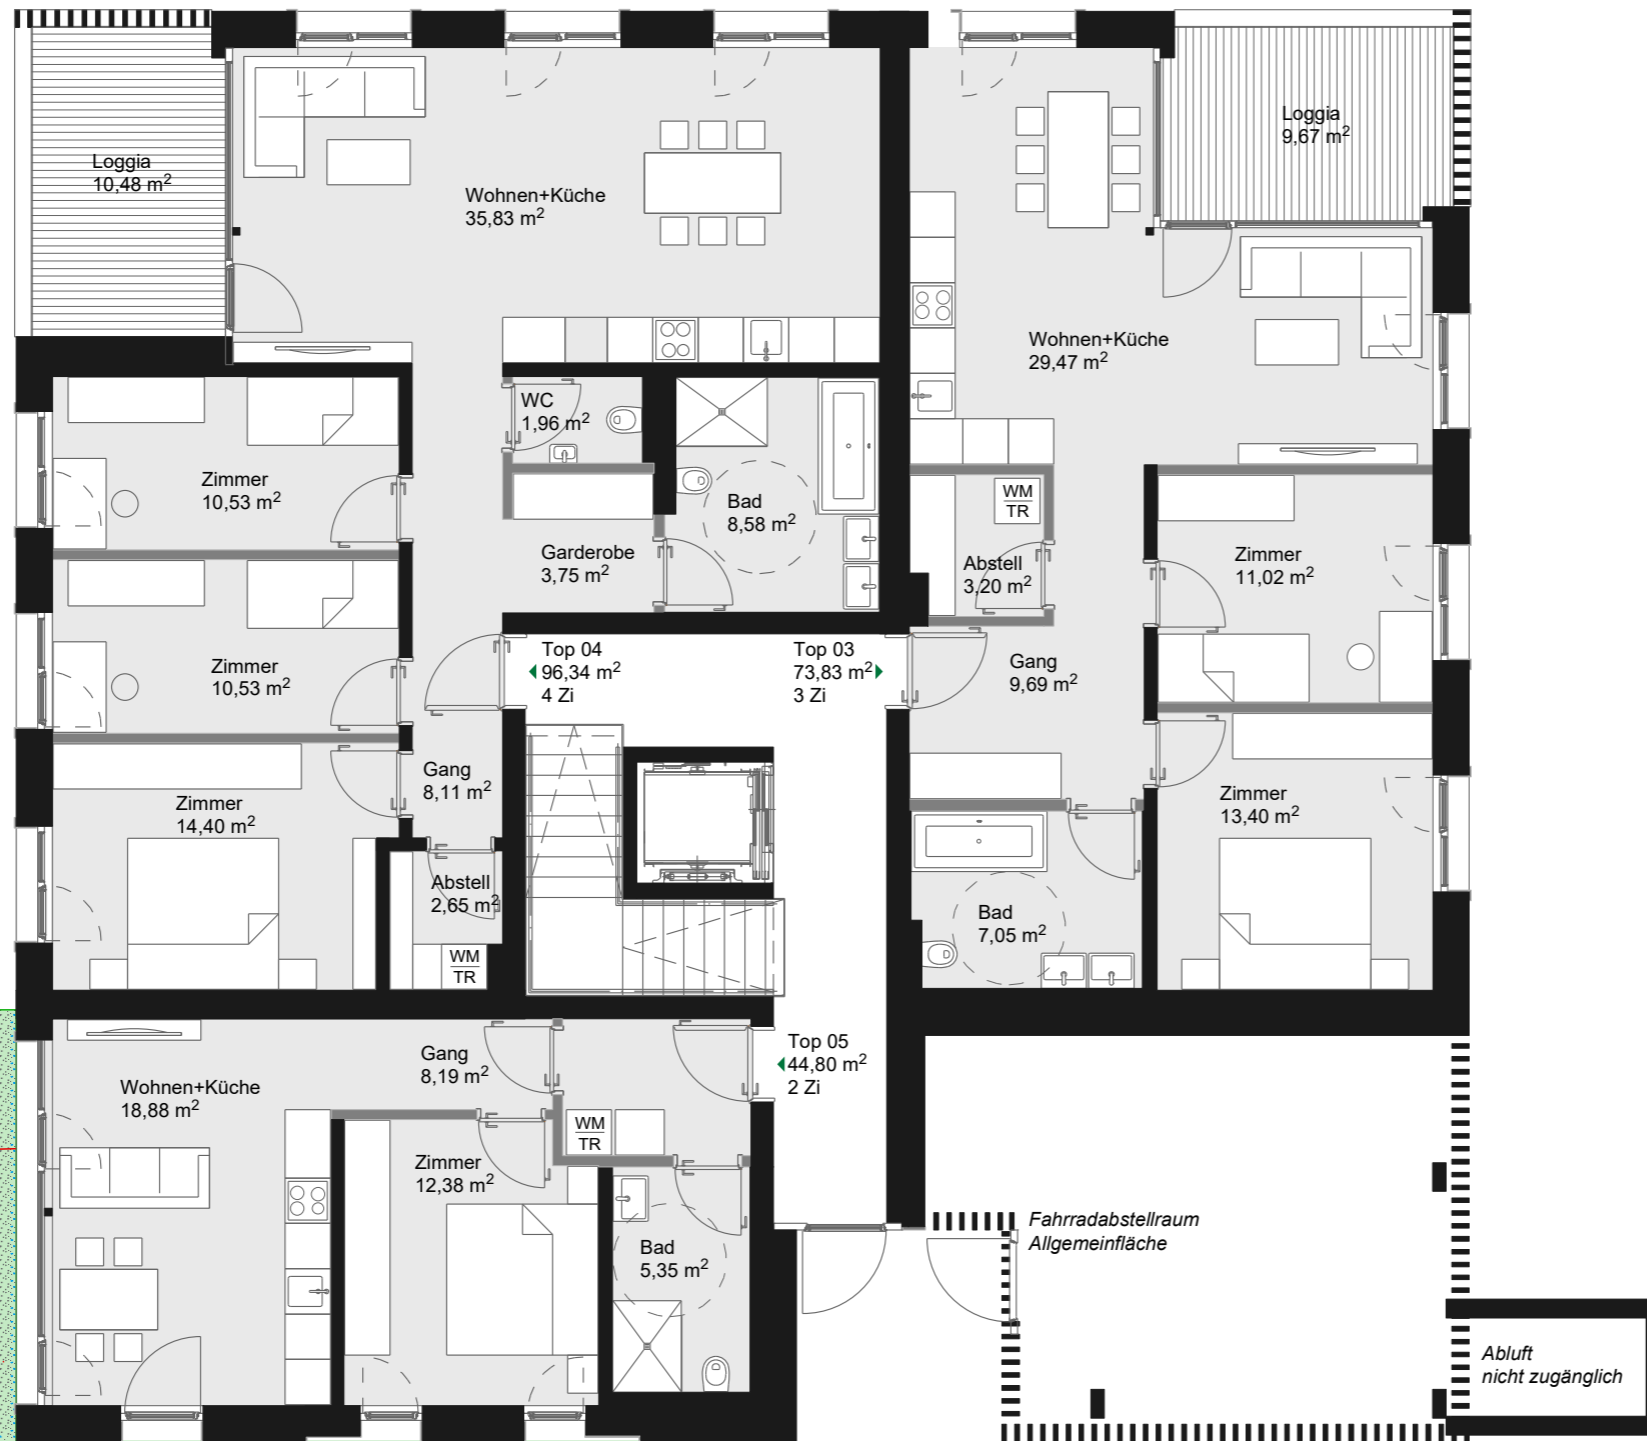 Loggia
10,48 m²
Wohnen+Küche
35,83 m²
Loggia
9,67 m²
Wohnen+Küche
29,47 m²
WC
1,96 m²
Zimmer
10,53 m²
Bad
8,58 m²
WM
TR
Garderobe
3,75 m²
Abstell
3,20 m²
Zimmer
11,02 m²
Zimmer
10,53 m²
Top 04
96,34 m²
4 Zi
Top 03
73,83 m²
3 Zi
Gang
9,69 m²
Gang
8,11 m²
Zimmer
14,40 m²
Zimmer
13,40 m²
Abstell
2,65 m²
WM
TR
Bad
7,05 m²
Top 05
44,80 m²
2 Zi
Gang
8,19 m²
Wohnen+Küche
18,88 m²
WM
TR
Zimmer
12,38 m²
Bad
5,35 m²
Fahrradabstellraum
Allgemeinfläche
Abluft
nicht zugänglich